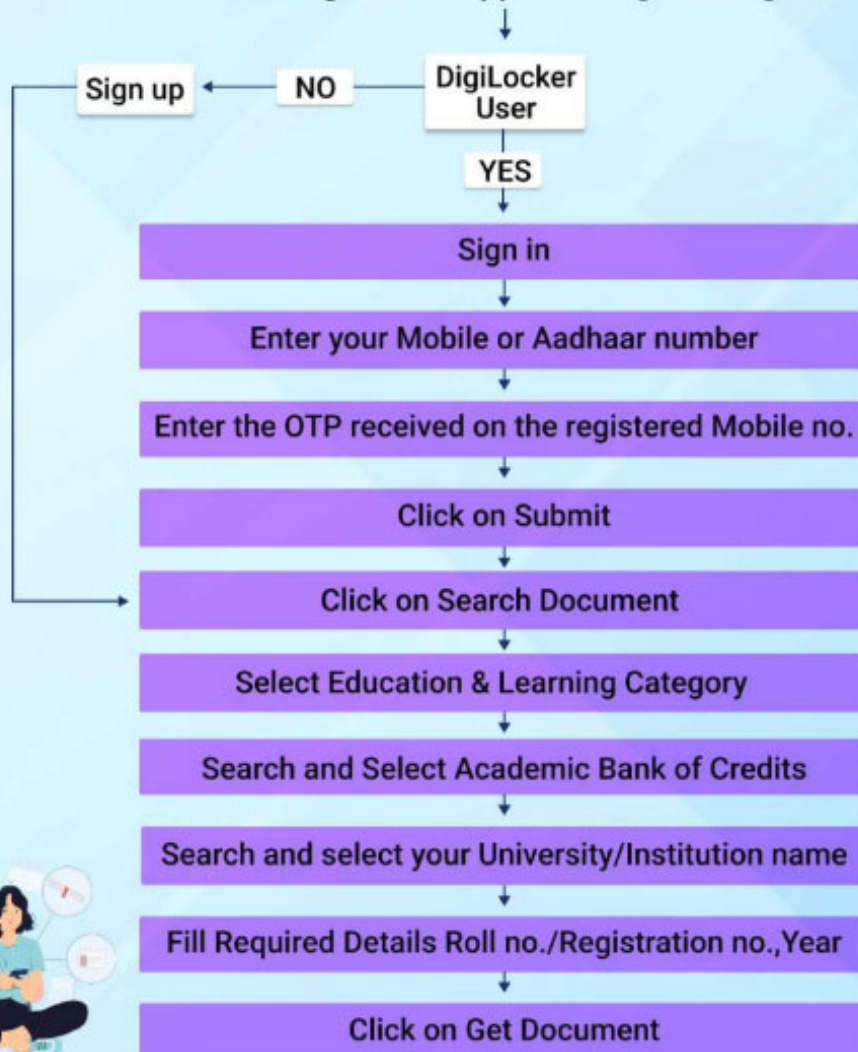 DigiLocker
User
NO
Sign up
YES
Sign in
Enter your Mobile or Aadhaar number
Enter the OTP received on the registered Mobile no.
Click on Submit
Click on Search Document
Select Education & Learning Category
Search and Select Academic Bank of Credits
Search and select your University/Institution name
Fill Required Details Roll no./Registration no.,Year
Click on Get Document